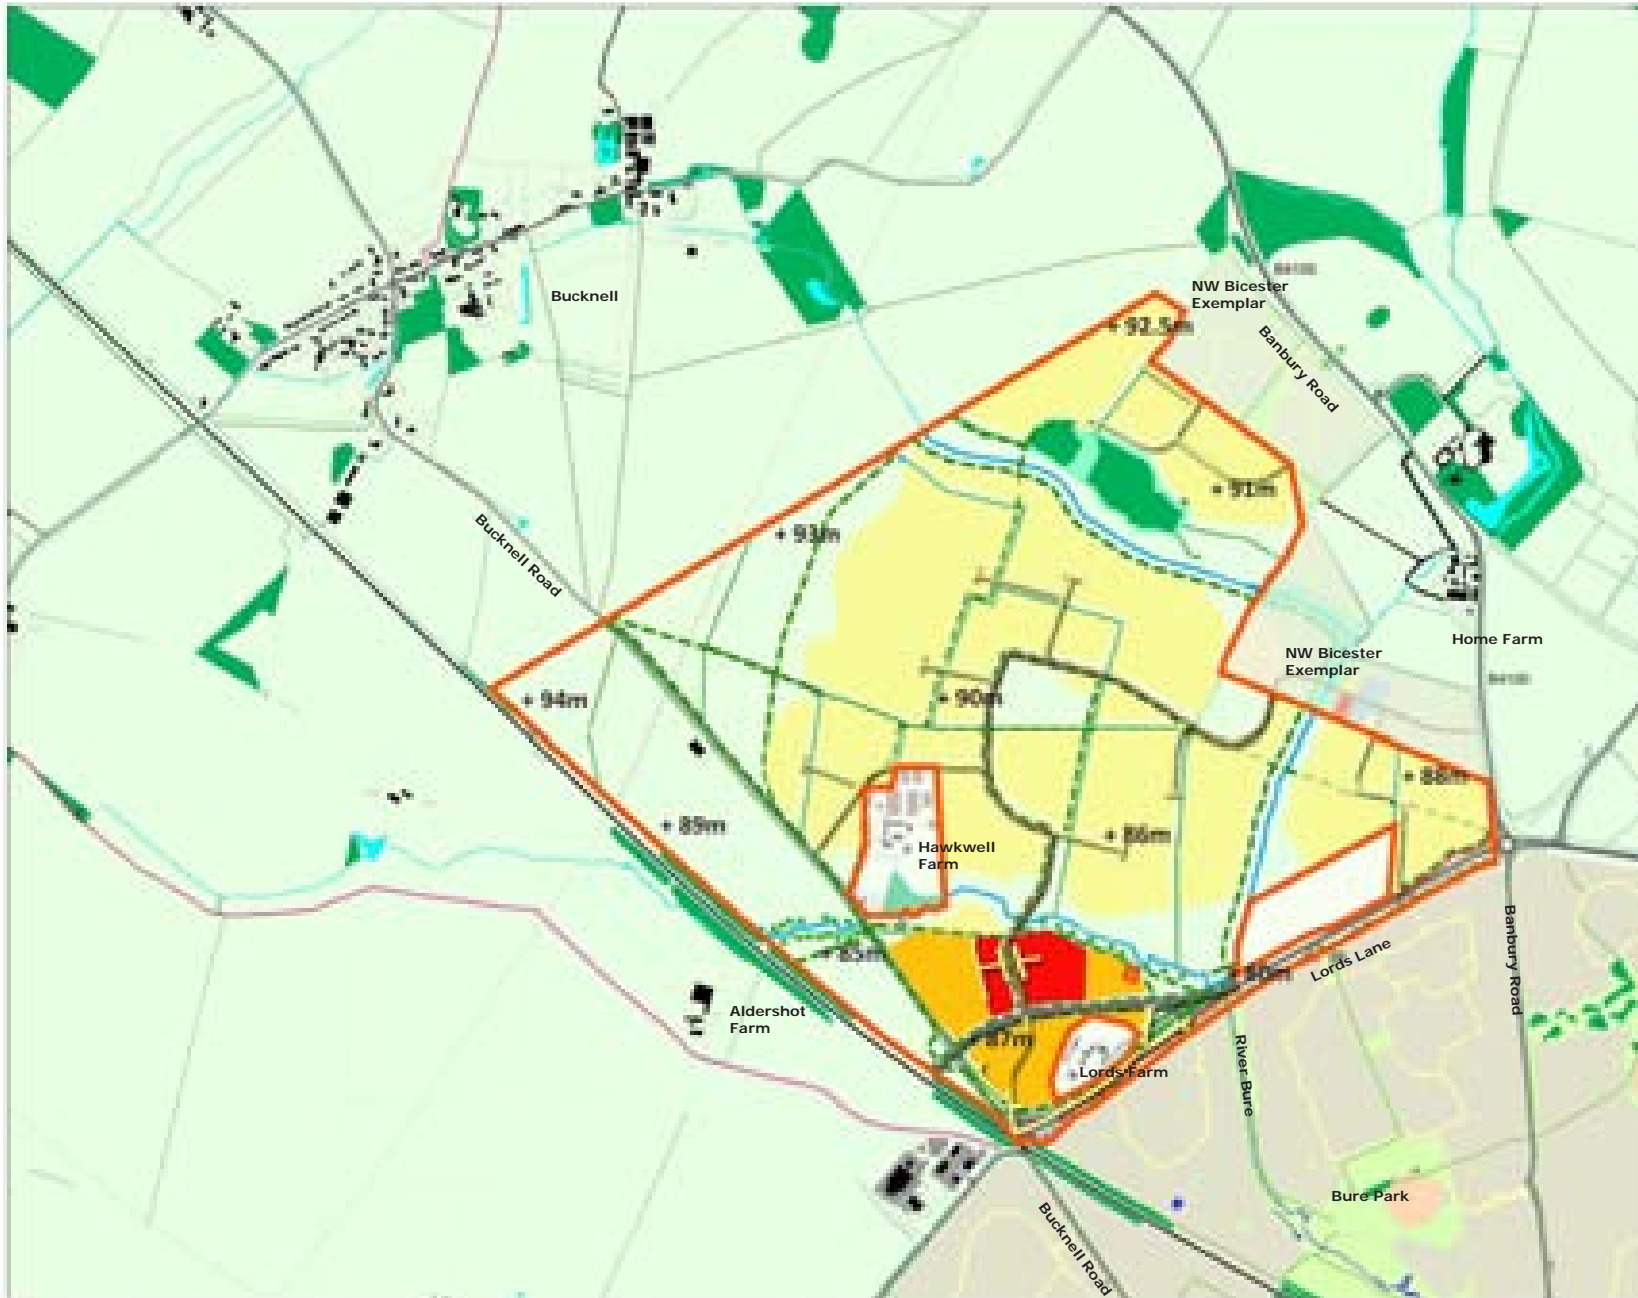 B4100
NW Bicester
Exemplar
Bucknell
+ 92.5m
Banbury Road
+ 91m
+ 93m
Bucknell Road
Home Farm
NW Bicester
Exemplar
B4100
+ 94m
+ 90m
+ 88m
+ 89m
+ 86m
Hawkwell
Farm
+ 85m
Lords Lane
Banbury Road
Aldershot
Farm
+ 87m
Lords Farm
River Bure
Bure Park
Bucknell Road